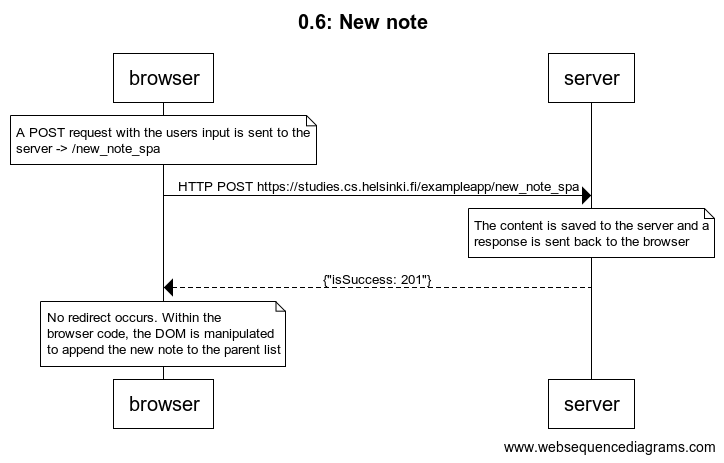 0.6: New note
browser
server
A POST request with the users input is sent to the
server -> /new_note_spa
HTTP POST https://studies.cs.helsinki.fi/exampleapp/new_note_spa
The content is saved to the server and a
response is sent back to the browser
{"isSuccess: 201"}
No redirect occurs. Within the
browser code, the DOM is manipulated
to append the new note to the parent list
browser
server
www.websequencediagrams.com